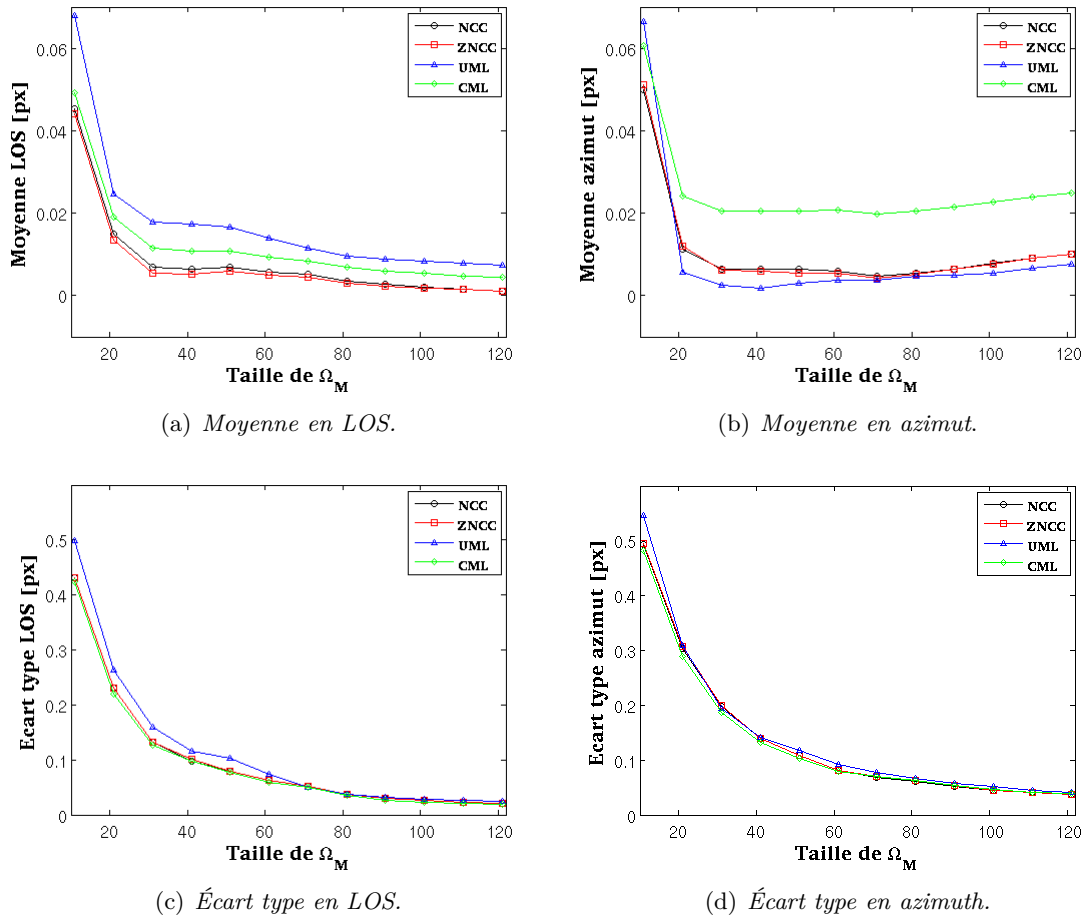 Moyenne LOS [px]
0.06
0.04
0.02
0
20 40 60 80 100 120
Taille de Ω_M
NCC
ZNCC
UML
CML
(a) Moyenne en LOS.
Moyenne azimut [px]
0.06
0.04
0.02
0
20 40 60 80 100 120
Taille de Ω_M
NCC
ZNCC
UML
CML
(b) Moyenne en azimut.
Ecart type LOS [px]
0.5
0.4
0.3
0.2
0.1
0
20 40 60 80 100 120
Taille de Ω_M
NCC
ZNCC
UML
CML
(c) Écart type en LOS.
Ecart type azimut [px]
0.5
0.4
0.3
0.2
0.1
0
20 40 60 80 100 120
Taille de Ω_M
NCC
ZNCC
UML
CML
(d) Écart type en azimuth.